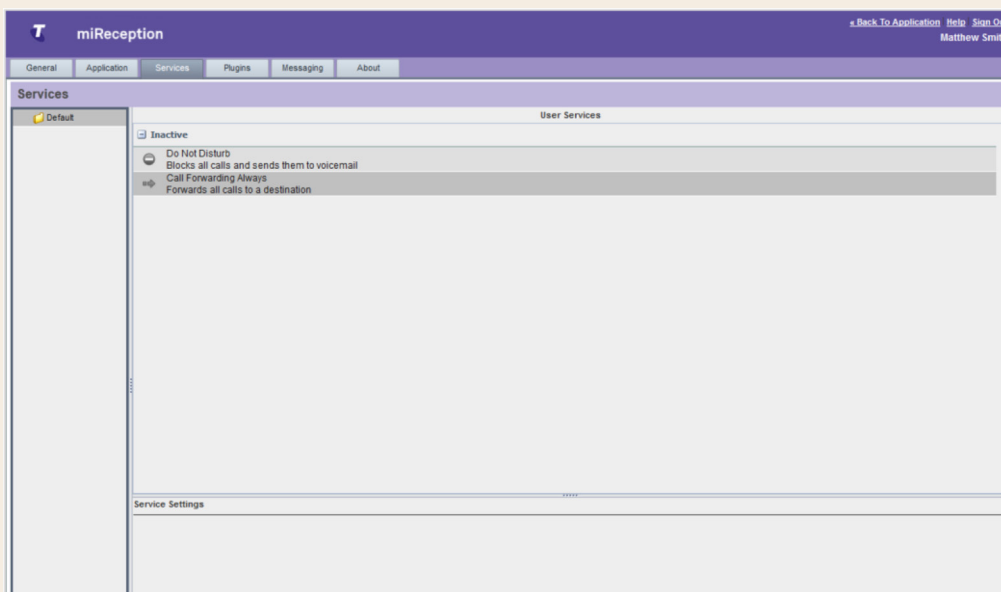 « Back To Application Help Sign
T miReception
Matthew
General Application Services Plugins Messaging About
Services
Default
User Services
Inactive
Do Not Disturb
Blocks all calls and sends them to voicemail
Call Forwarding Always
Forwards all calls to a destination
Service Settings